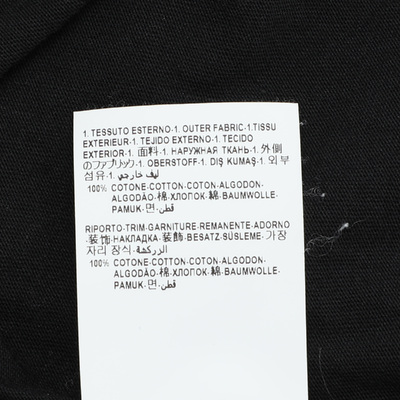 1. TESSUTO ESTERNO-1. OUTER FABRIC-1.TISSU
EXTERIEUR-1. TEJIDO EXTERNO-1. TECIDO
EXTERIOR-1. 面料-1. НАРУЖНАЯ ТКАНЬ-1. 外側
のファブリック-1. OBERSTOFF-1. DIŞ KUMAŞ-1. 외부
섬유-1. ليف خارجي
100% COTONE-COTTON-COTON-ALGODON-
ALGODÃO-棉-ХЛОПОК-綿-BAUMWOLLE-
PAMUK-면-قطن
RIPORTO-TRIM-GARNITURE-REMANENTE-ADORNO
-装饰-НАКЛАДКА-装飾-BESATZ-SÜSLEME-가장
자리 장식-الزركشة
100% COTONE-COTTON-COTON-ALGODON-
ALGODÃO-棉-ХЛОПОК-綿-BAUMWOLLE-
PAMUK-면-قطن